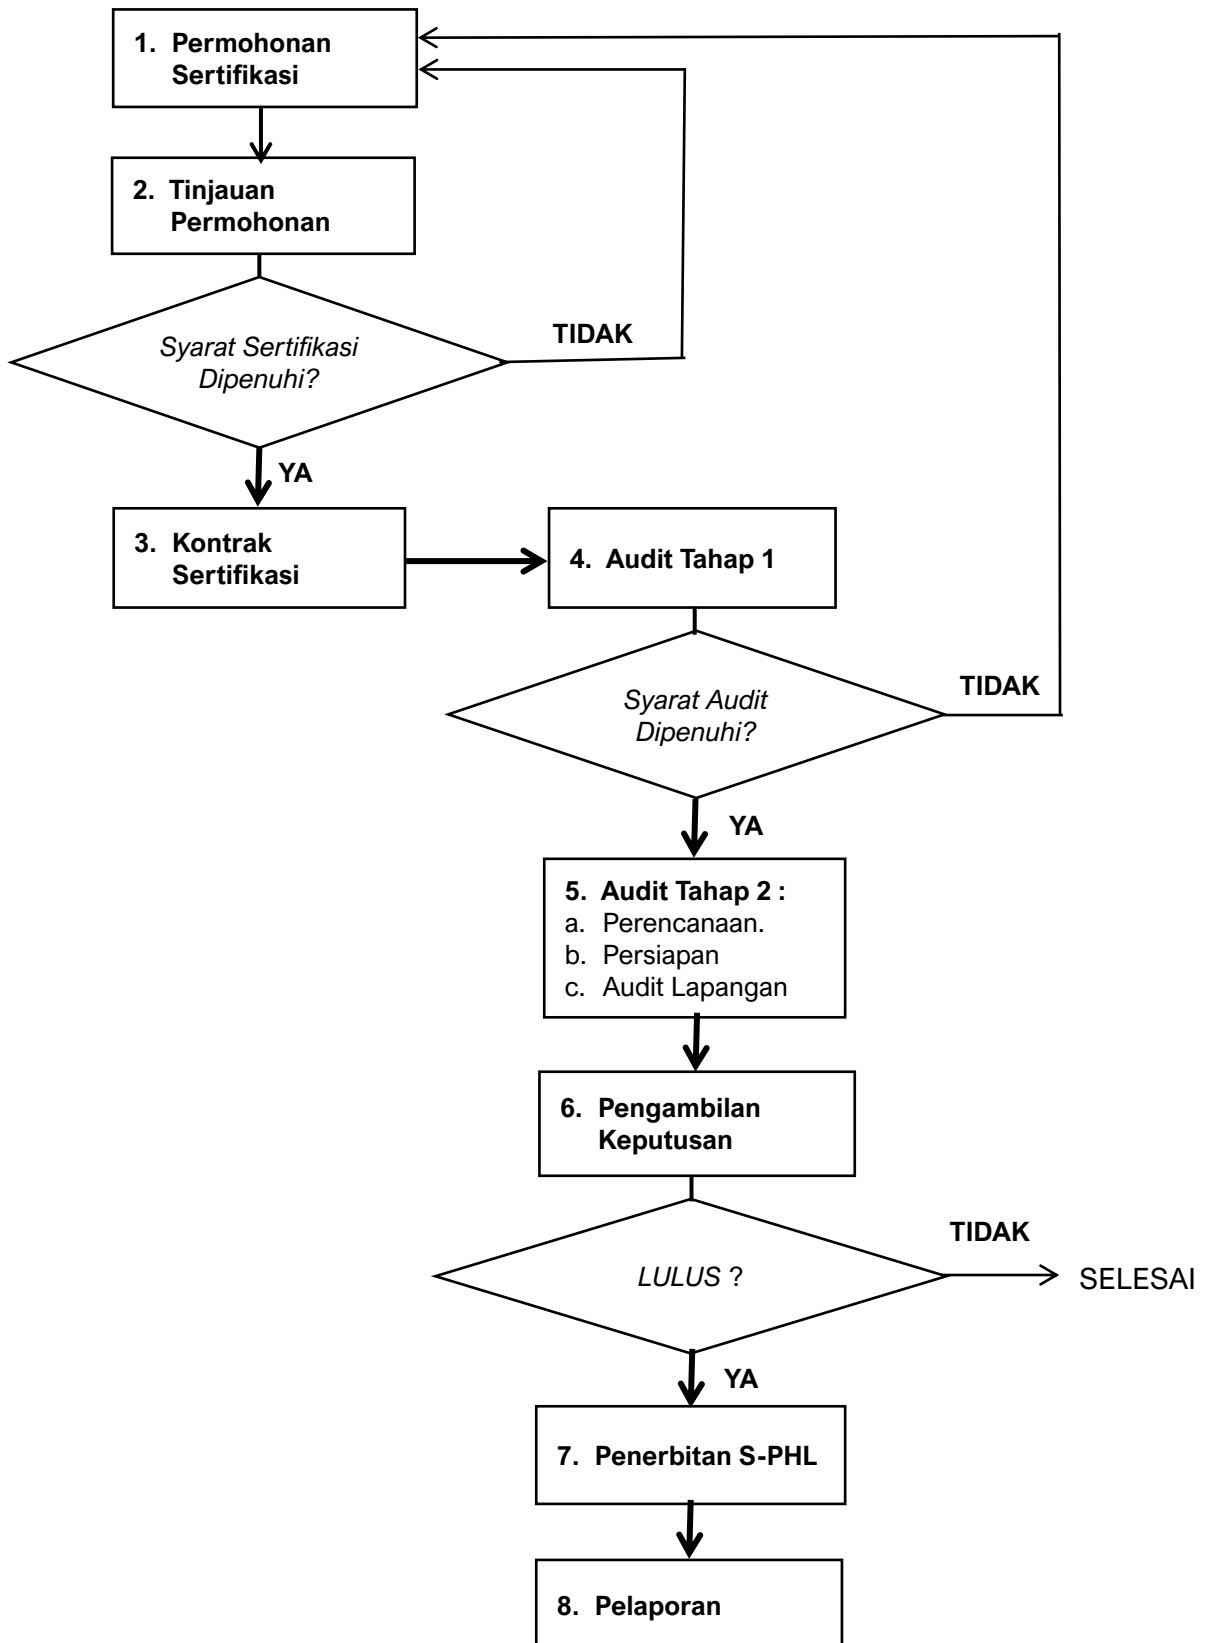 1. Permohonan
Sertifikasi
2. Tinjauan
Permohonan
Syarat Sertifikasi
Dipenuhi?
TIDAK
YA
3. Kontrak
Sertifikasi
4. Audit Tahap 1
Syarat Audit
Dipenuhi?
TIDAK
YA
5. Audit Tahap 2 :
a. Perencanaan.
b. Persiapan
c. Audit Lapangan
6. Pengambilan
Keputusan
LULUS ?
TIDAK
SELESAI
YA
7. Penerbitan S-PHL
8. Pelaporan